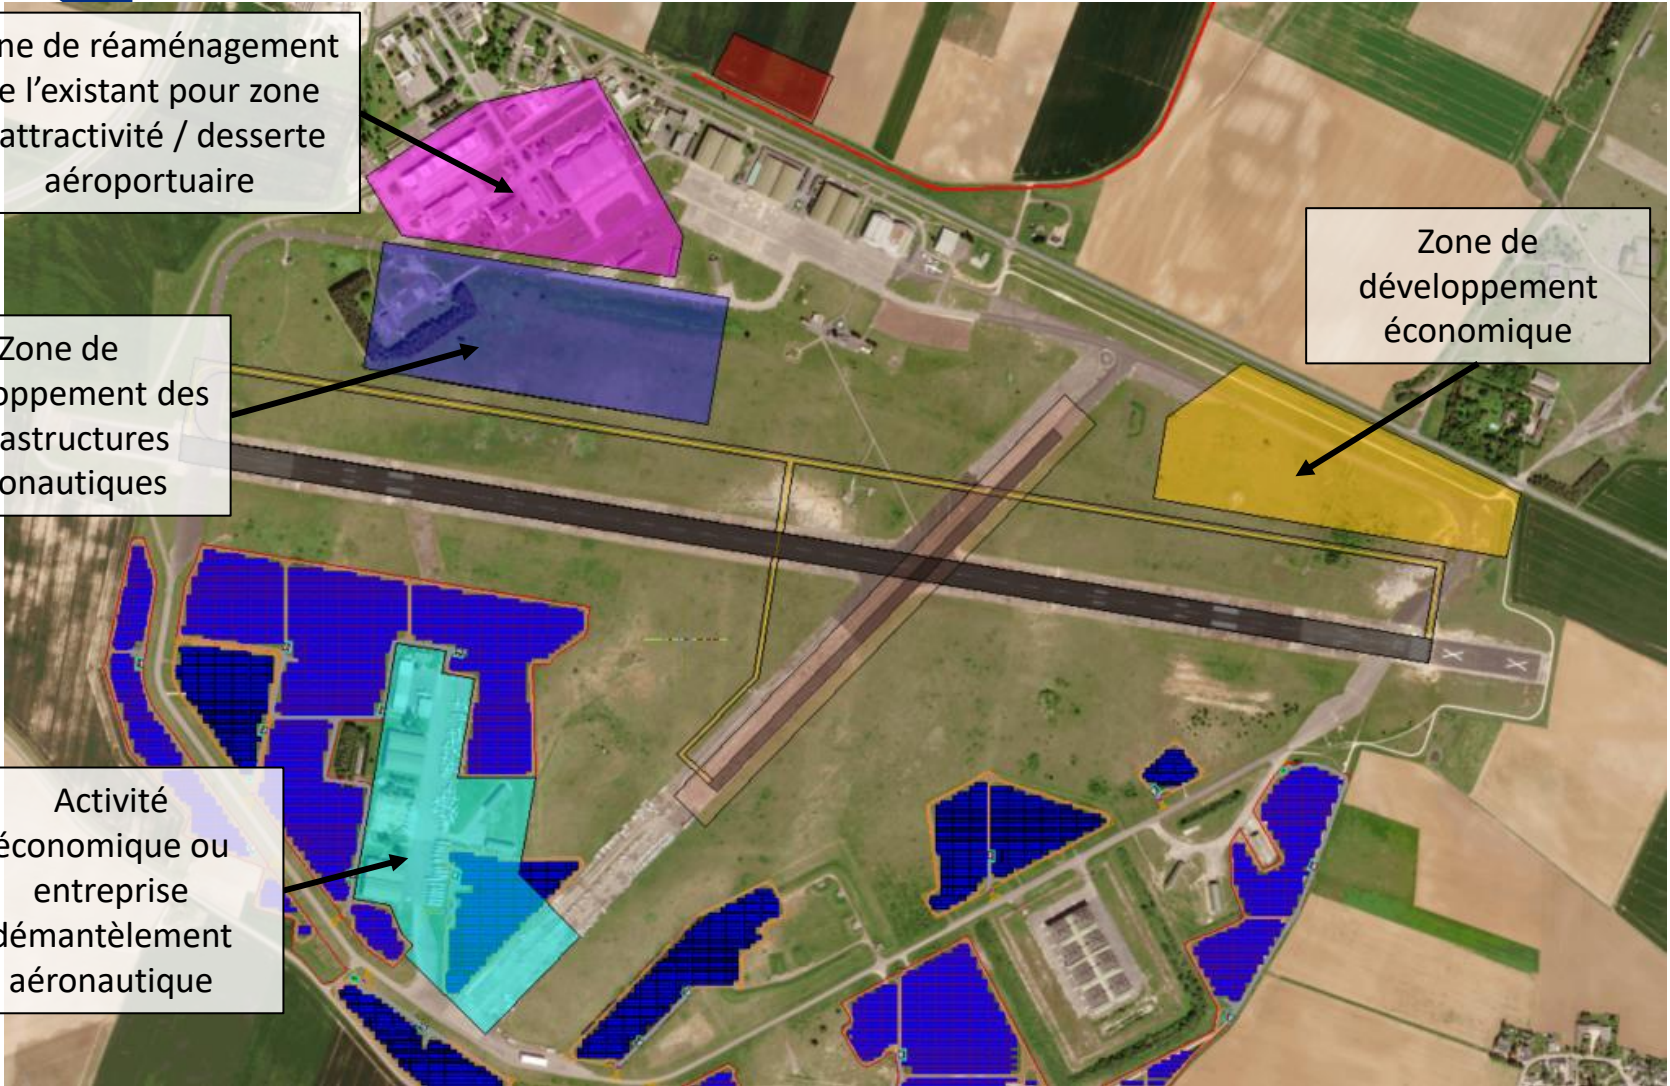 ne de réaménagement
e l’existant pour zone
attractivité / desserte
aéroportuaire
Zone de
développement
économique
Zone de
oppement des
astructures
onautiques
Activité
économique ou
entreprise
démantèlement
aéronautique